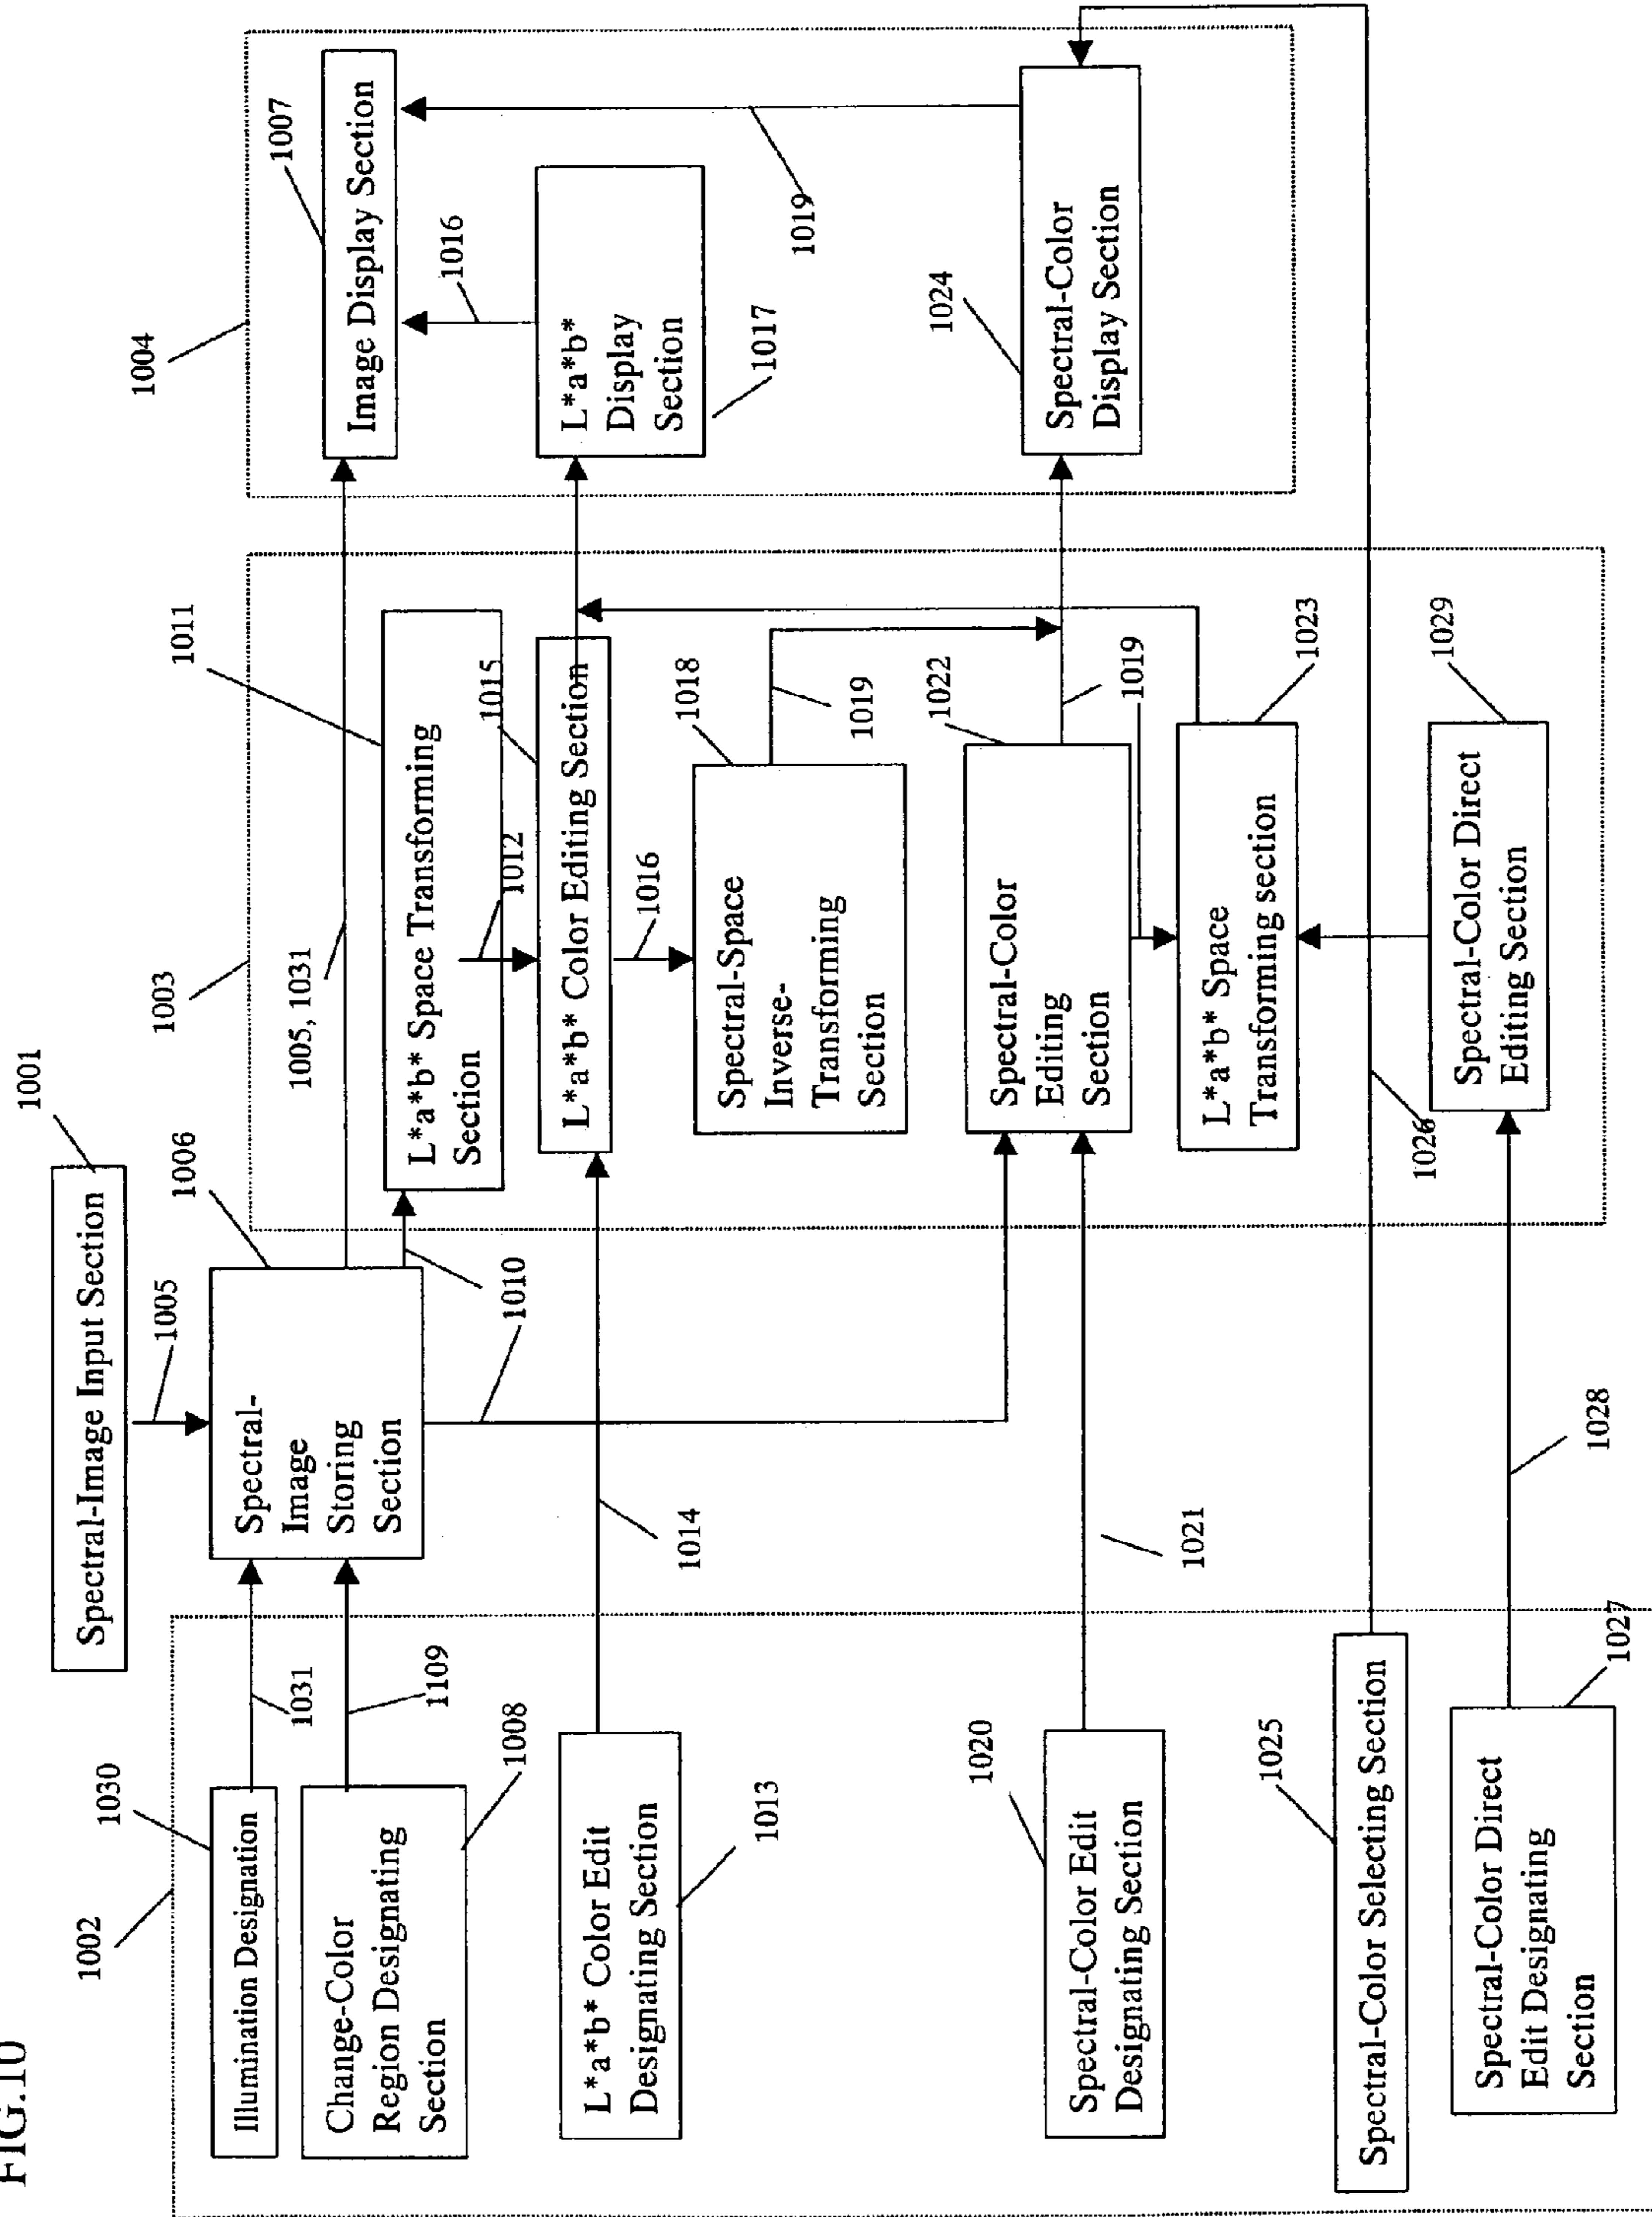 FIG.10
1001
Spectral-Image Input Section
1005
1002
1030
Illumination Designation
1031
Change-Color
Region Designating
Section
1008
1109
1006
Spectral-
Image
Storing
Section
1010
1005, 1031
L*a*b* Color Edit
Designating Section
1013
1014
1020
Spectral-Color Edit
Designating Section
1021
1025
Spectral-Color Selecting Section
1026
Spectral-Color Direct
Edit Designating
Section
1027
1028
1003
1011
L*a*b* Space Transforming
Section
1012
1015
L*a*b* Color Editing Section
1016
1018
Spectral-Space
Inverse-
Transforming
Section
1019
1022
Spectral-Color
Editing
Section
1019
1023
L*a*b* Space
Transforming section
1029
Spectral-Color Direct
Editing Section
1004
1007
Image Display Section
1016
L*a*b*
Display
Section
1017
1019
1024
Spectral-Color
Display Section